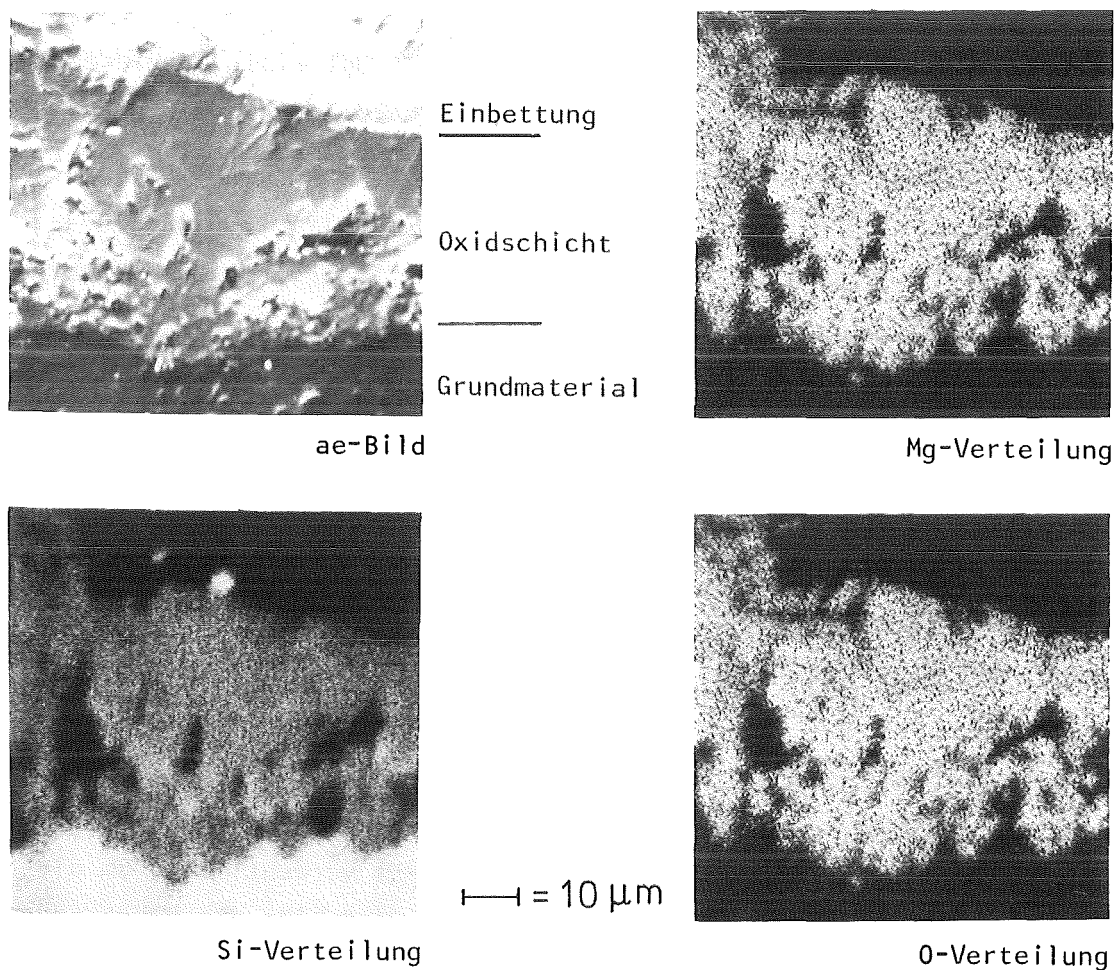 Einbettung
Oxidschicht
Grundmaterial
ae-Bild
Mg-Verteilung
Si-Verteilung
= 10 µm
O-Verteilung